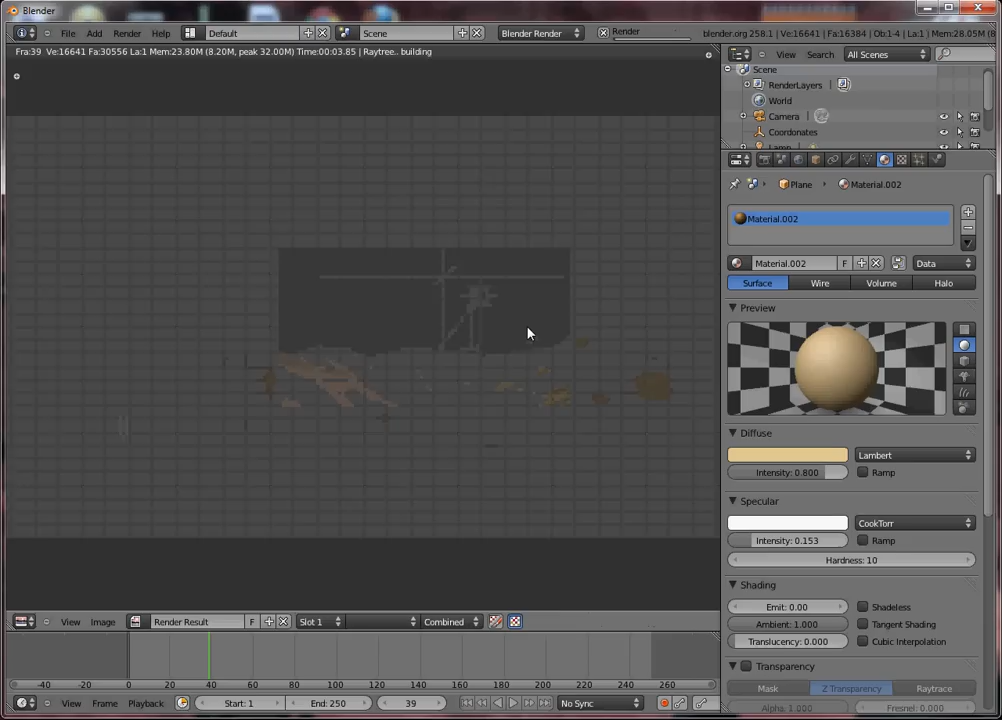 Blender
File Add Render Help Default Scene Blender Render Render blender.org 258.1 | Ve:16641 | Fa:16384 | Ob:1-4 | La:1 | Mem:28.05M
Fra:39 Ve:16641 Fa:30556 La:1 Mem:23.80M (8.20M, peak 32.00M) Time:00:03.85 | Raytree.. building
View Search All Scenes
Scene
RenderLayers
World
Camera
Coordonates
Lamp
Plane Material.002
Material.002
Material.002 F Data
Surface Wire Volume Halo
Preview
Diffuse
Lambert
Intensity: 0.800 Ramp
Specular
CookTorr
Intensity: 0.153 Ramp
Hardness: 10
Shading
Emit: 0.00 Shadeless
Ambient: 1.000 Tangent Shading
Translucency: 0.000 Cubic Interpolation
Transparency
Mask Z Transparency Raytrace
Alpha: 1.000 Fresnel: 0.000
View Image Render Result F Slot 1 Combined
-40 -20 0 20 40 60 80 100 120 140 160 180 200 220 240 260
View Frame Playback Start: 1 End: 250 39 No Sync